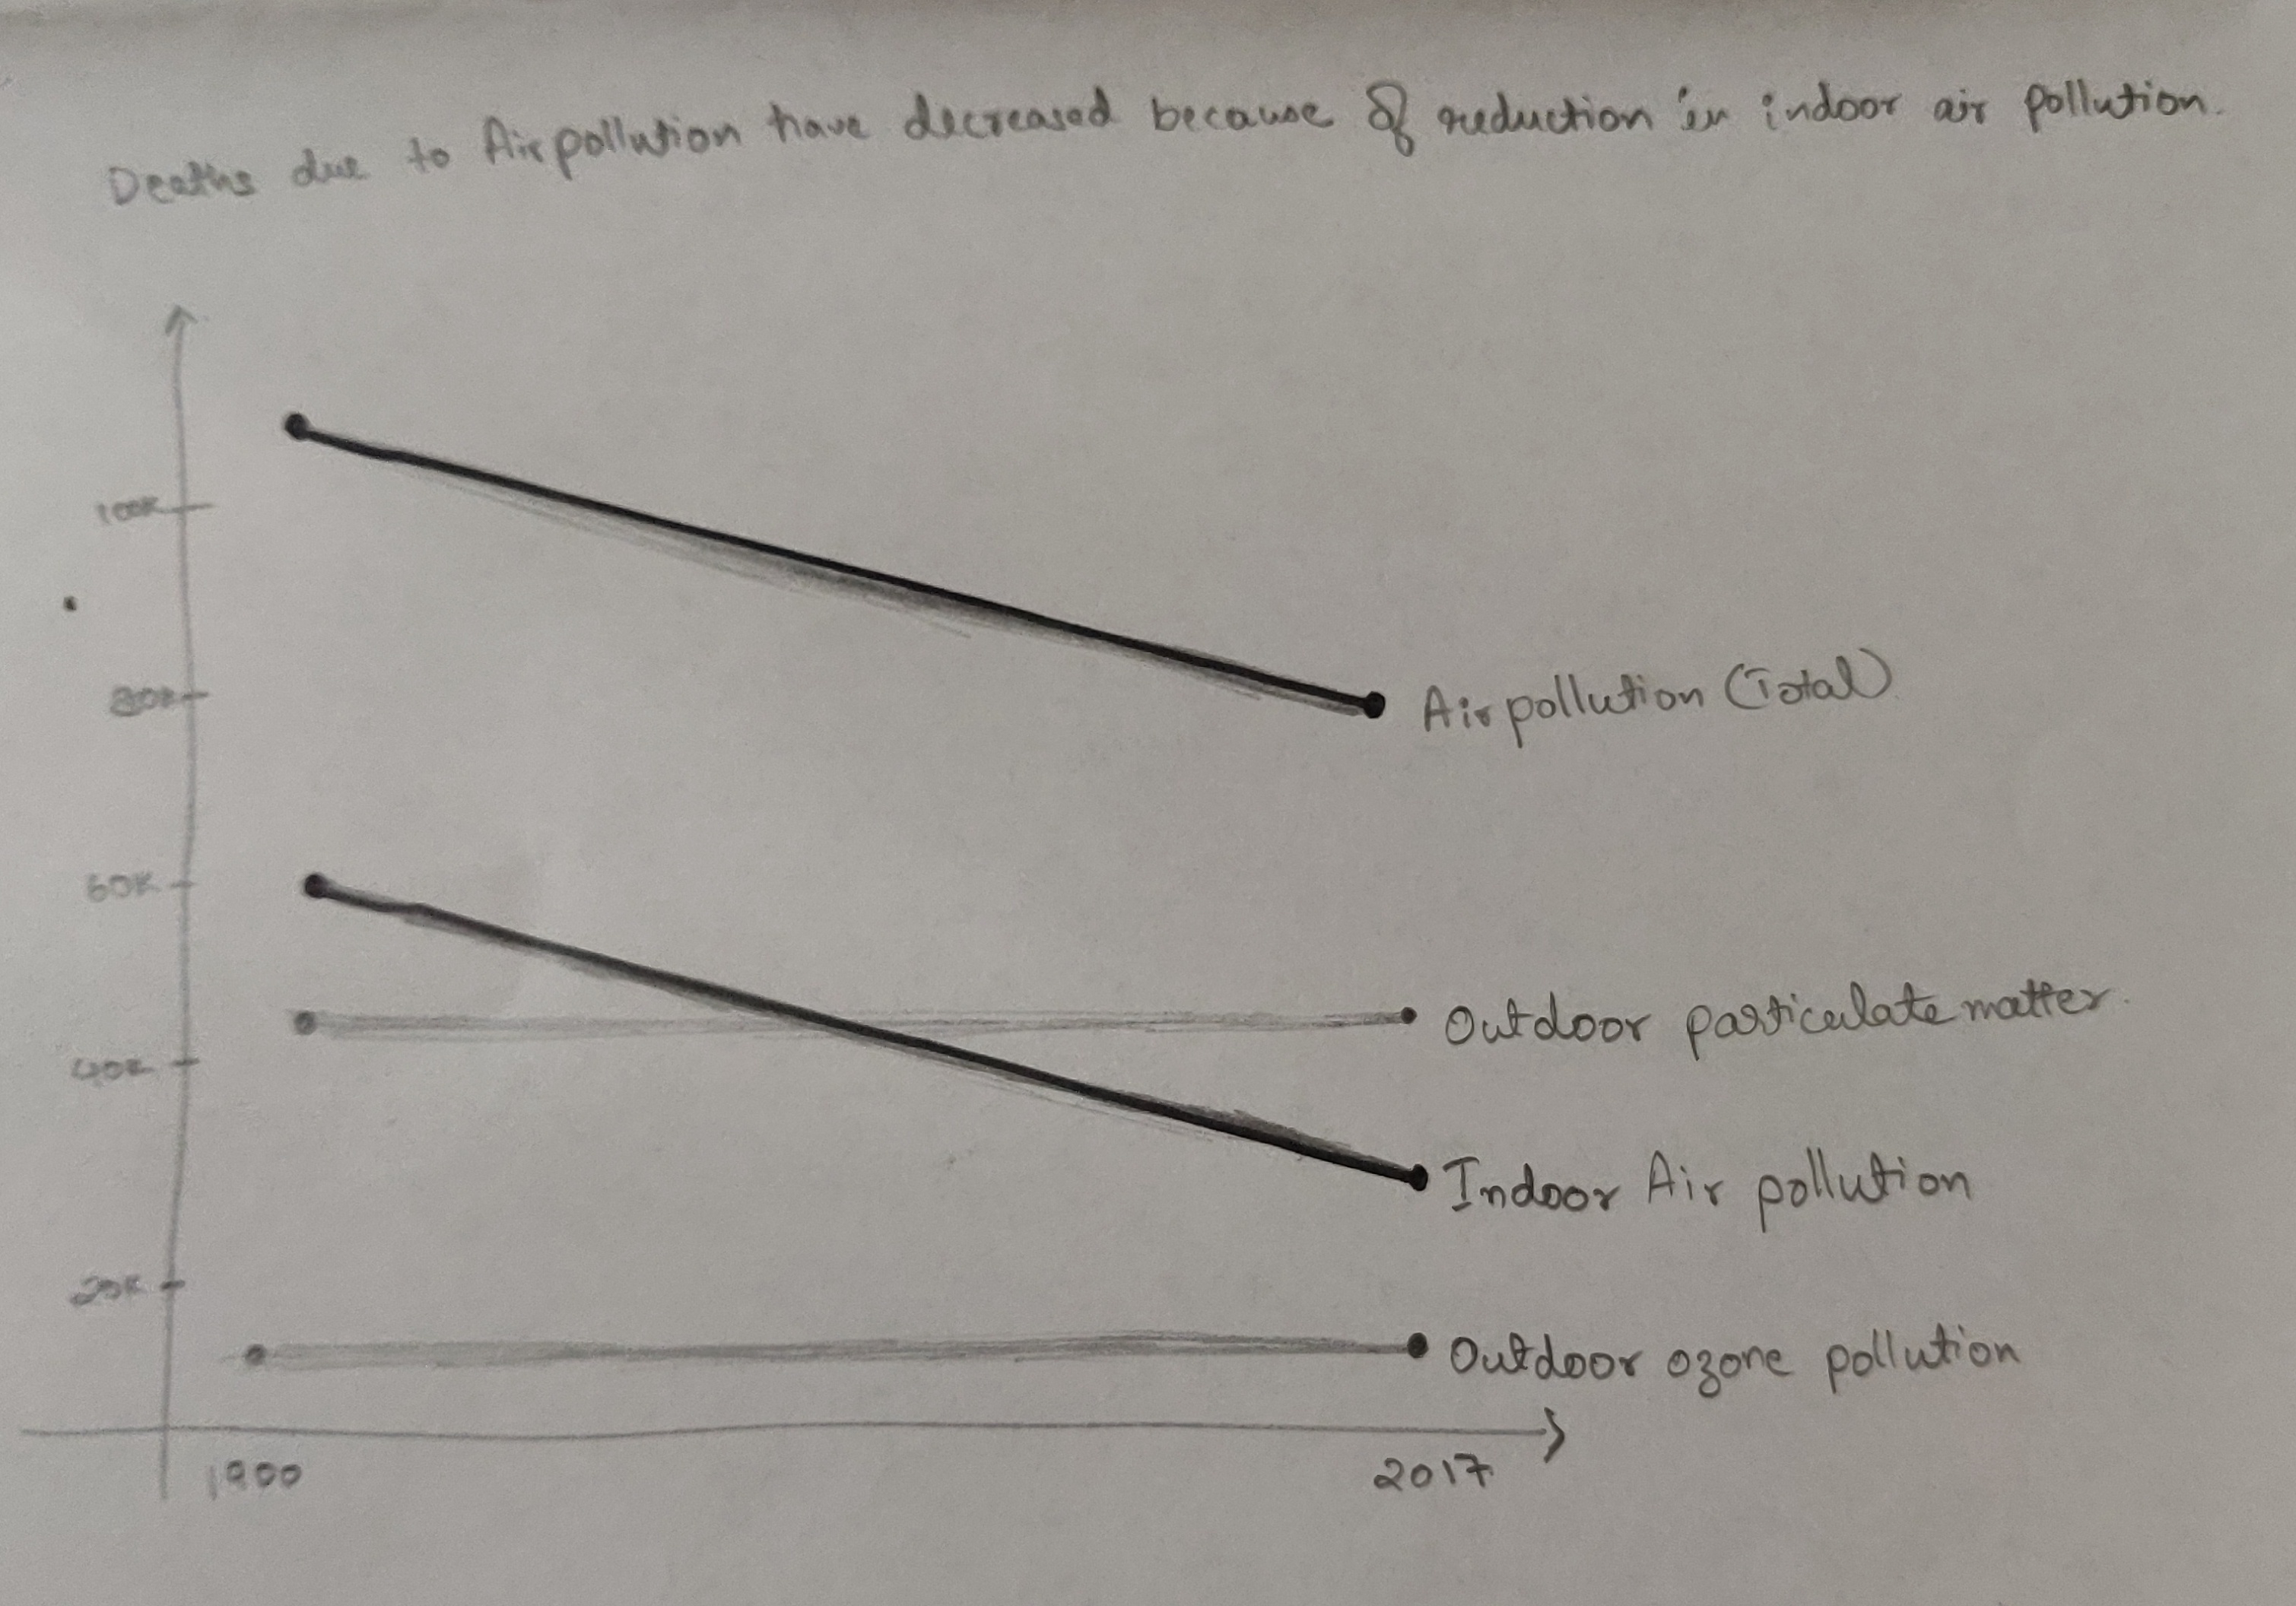 Deaths due to Air pollution have decreased because of reduction in indoor air pollution.
100K
80K
Air pollution (Total)
60K
Outdoor particulate matter.
40K
Indoor Air pollution
20K
Outdoor ozone pollution
1900
2017